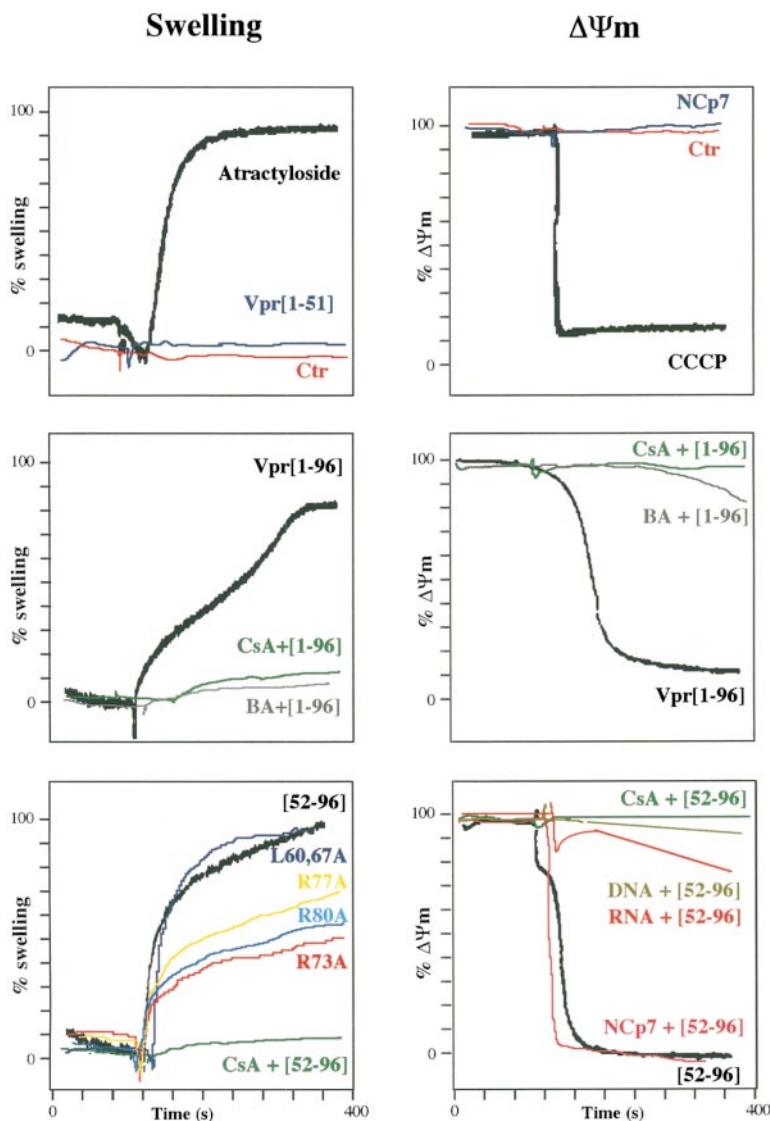 Swelling
ΔΨm
% swelling
100
0
Atractyloside
Vpr[1-51]
Ctr
% ΔΨm
100
0
NCp7
Ctr
CCCP
% swelling
100
0
Vpr[1-96]
CsA+[1-96]
BA+[1-96]
% ΔΨm
100
0
CsA + [1-96]
BA + [1-96]
Vpr[1-96]
% swelling
100
0
[52-96]
L60,67A
R77A
R80A
R73A
CsA + [52-96]
0
Time (s)
400
% ΔΨm
100
0
CsA + [52-96]
DNA + [52-96]
RNA + [52-96]
NCp7 + [52-96]
[52-96]
0
Time (s)
400